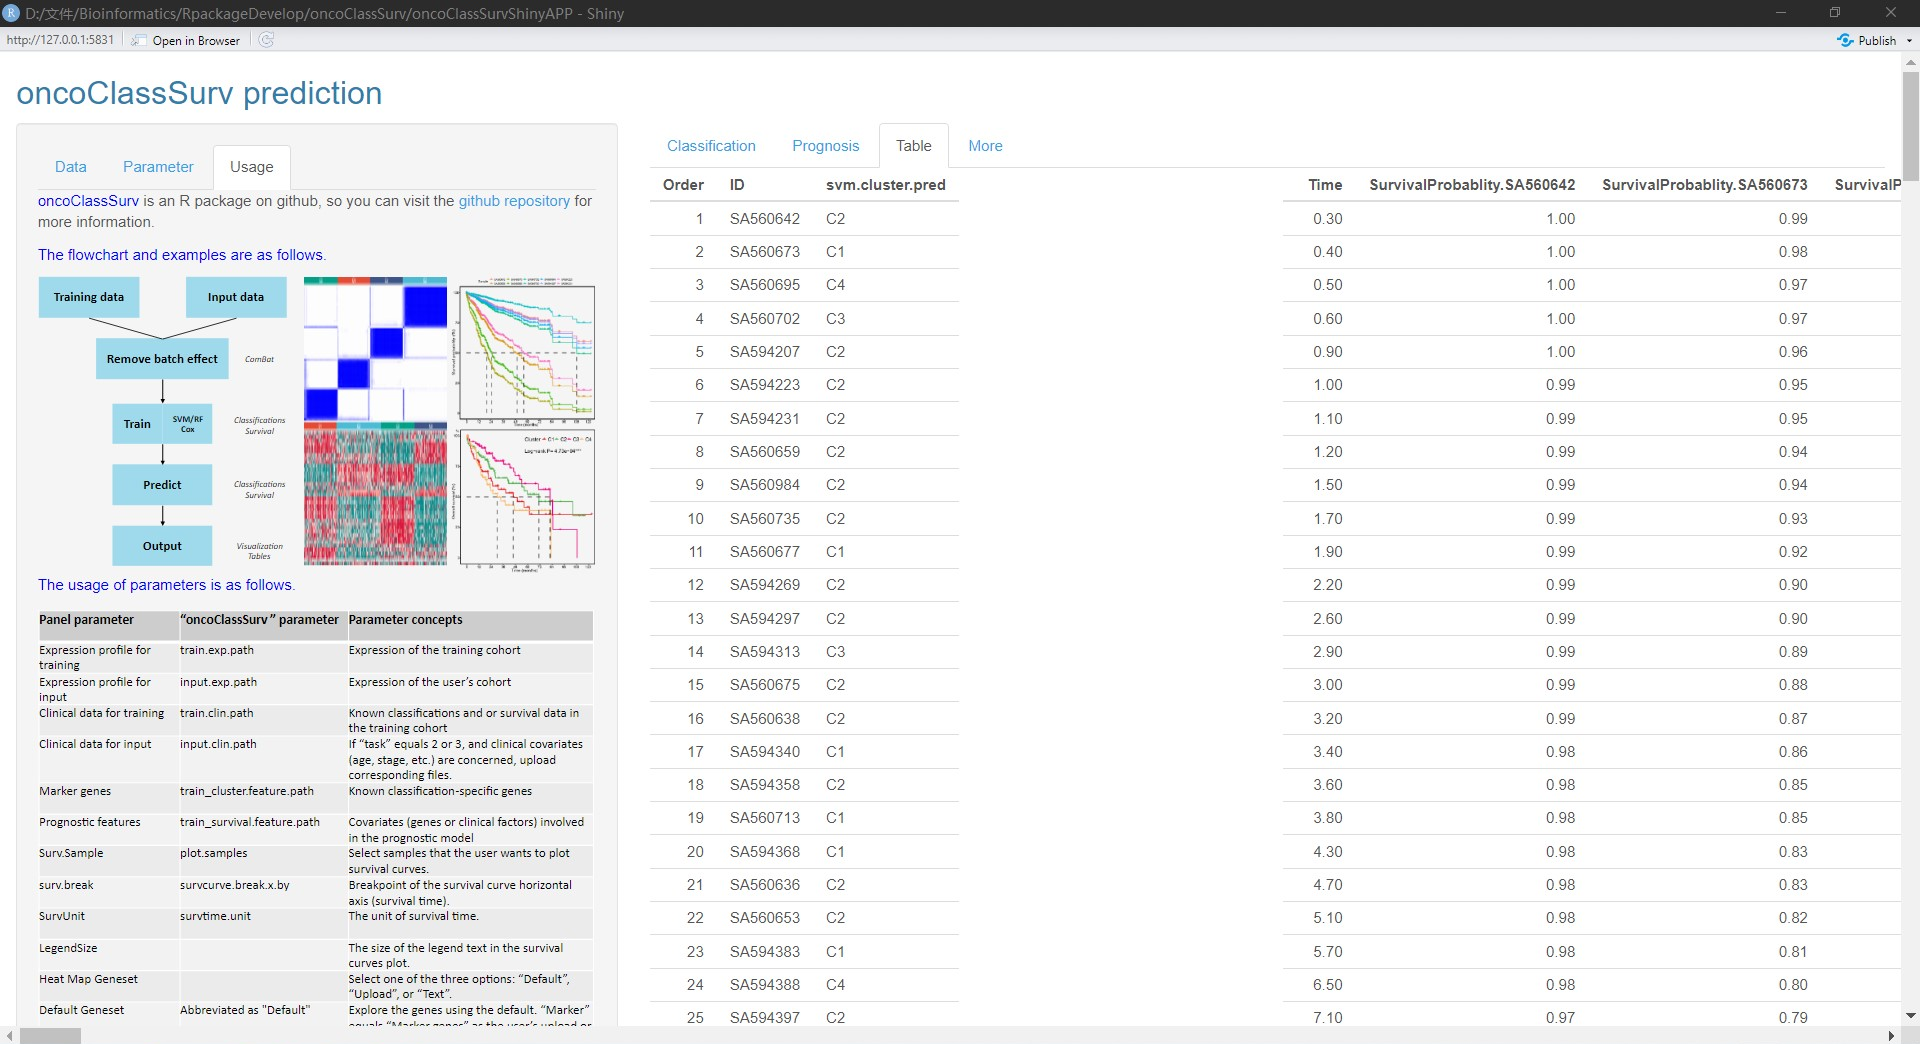 D:/文件/Bioinformatics/RpackageDevelop/oncoClassSurv/oncoClassSurvShinyAPP - Shiny
http://127.0.0.1:5831
Open in Browser
Publish
oncoClassSurv prediction
Data Parameter Usage
oncoClassSurv is an R package on github, so you can visit the github repository for
more information.
The flowchart and examples are as follows.
Training data Input data
Remove batch effect ComBat
Train SVM/RF Cox Classifications Survival
Predict Classifications Survival
Output Visualization Tables
The usage of parameters is as follows.
Panel parameter “oncoClassSurv” parameter Parameter concepts
Expression profile for training train.exp.path Expression of the training cohort
Expression profile for input input.exp.path Expression of the user’s cohort
Clinical data for training train.clin.path Known classifications and or survival data in the training cohort
Clinical data for input input.clin.path If “task” equals 2 or 3, and clinical covariates (age, stage, etc.) are concerned, upload corresponding files.
Marker genes train_cluster.feature.path Known classification-specific genes
Prognostic features train_survival.feature.path Covariates (genes or clinical factors) involved in the prognostic model
Surv.Sample plot.samples Select samples that the user wants to plot survival curves.
surv.break survcurve.break.x.by Breakpoint of the survival curve horizontal axis (survival time).
SurvUnit survtime.unit The unit of survival time.
LegendSize The size of the legend text in the survival curves plot.
Heat Map Geneset Select one of the three options: “Default”, “Upload”, or “Text”.
Default Geneset Abbreviated as "Default" Explore the genes using the default. “Marker”
Classification Prognosis Table More
Order ID svm.cluster.pred
1 SA560642 C2
2 SA560673 C1
3 SA560695 C4
4 SA560702 C3
5 SA594207 C2
6 SA594223 C2
7 SA594231 C2
8 SA560659 C2
9 SA560984 C2
10 SA560735 C2
11 SA560677 C1
12 SA594269 C2
13 SA594297 C2
14 SA594313 C3
15 SA560675 C2
16 SA560638 C2
17 SA594340 C1
18 SA594358 C2
19 SA560713 C1
20 SA594368 C1
21 SA560636 C2
22 SA560653 C2
23 SA594383 C1
24 SA594388 C4
25 SA594397 C2
Time SurvivalProbablity.SA560642 SurvivalProbablity.SA560673 SurvivalP
0.30 1.00 0.99
0.40 1.00 0.98
0.50 1.00 0.97
0.60 1.00 0.97
0.90 1.00 0.96
1.00 0.99 0.95
1.10 0.99 0.95
1.20 0.99 0.94
1.50 0.99 0.94
1.70 0.99 0.93
1.90 0.99 0.92
2.20 0.99 0.90
2.60 0.99 0.90
2.90 0.99 0.89
3.00 0.99 0.88
3.20 0.99 0.87
3.40 0.98 0.86
3.60 0.98 0.85
3.80 0.98 0.85
4.30 0.98 0.83
4.70 0.98 0.83
5.10 0.98 0.82
5.70 0.98 0.81
6.50 0.98 0.80
7.10 0.97 0.79